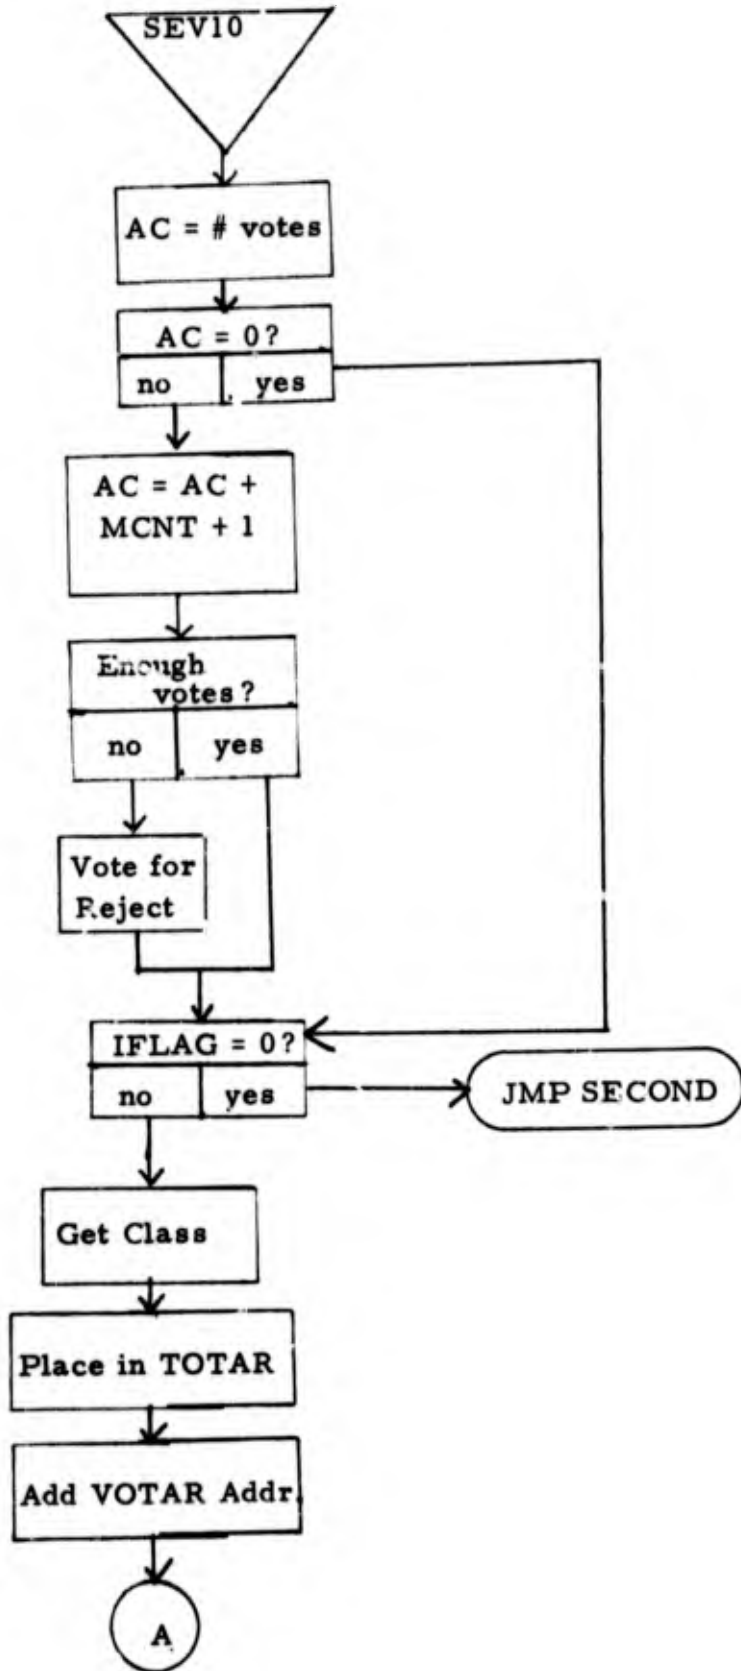 SEV10
AC = # votes
AC = 0?
no yes
AC = AC +
MCNT + 1
Enough
votes?
no yes
Vote for
Reject
IFLAG = 0?
no yes
JMP SECOND
Get Class
Place in TOTAR
Add VOTAR Addr.
A